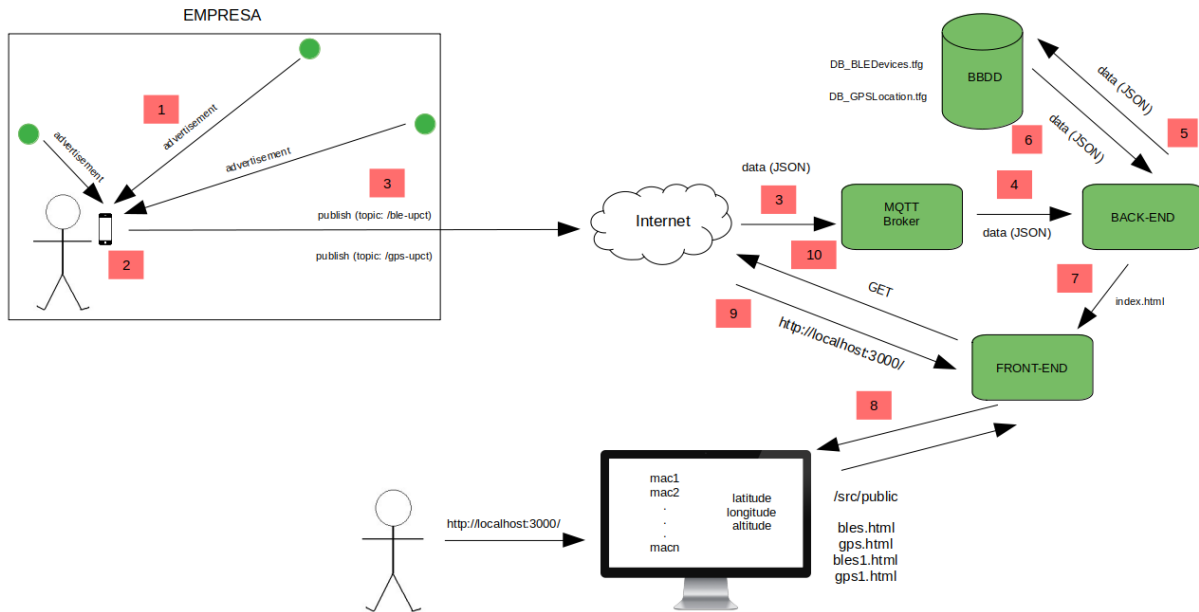 EMPRESA
1
advertisement
advertisement
advertisement
2
3
publish (topic: /ble-upct)
publish (topic: /gps-upct)
Internet
data (JSON)
3
MQTT
Broker
4
data (JSON)
BACK-END
DB_BLEDevices.tfg
DB_GPSLocation.tfg
BBDD
data (JSON)
5
6
data (JSON)
7
index.html
10
GET
9
http://localhost:3000/
FRONT-END
8
http://localhost:3000/
mac1
mac2
.
.
.
macn
latitude
longitude
altitude
/src/public
bles.html
gps.html
bles1.html
gps1.html